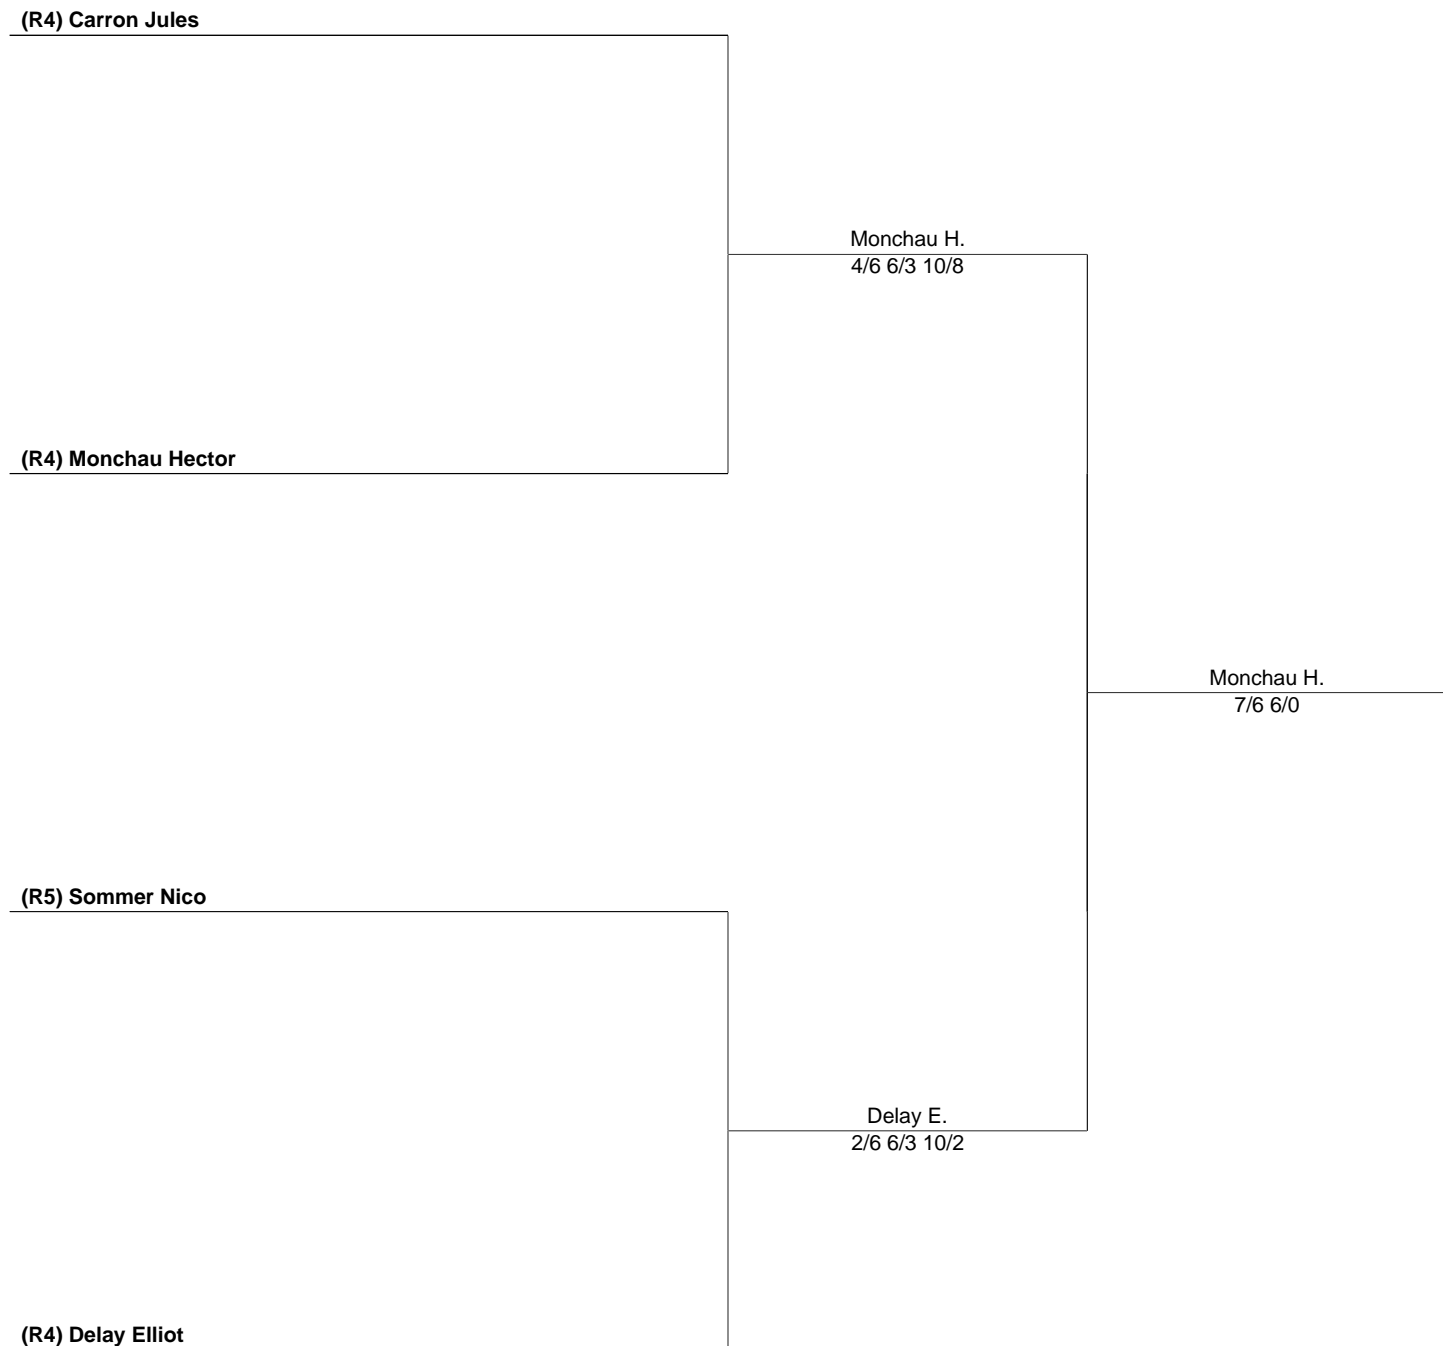 (R4) Carron Jules
Monchau H.
4/6 6/3 10/8
(R4) Monchau Hector
Monchau H.
7/6 6/0
(R5) Sommer Nico
Delay E.
2/6 6/3 10/2
(R4) Delay Elliot